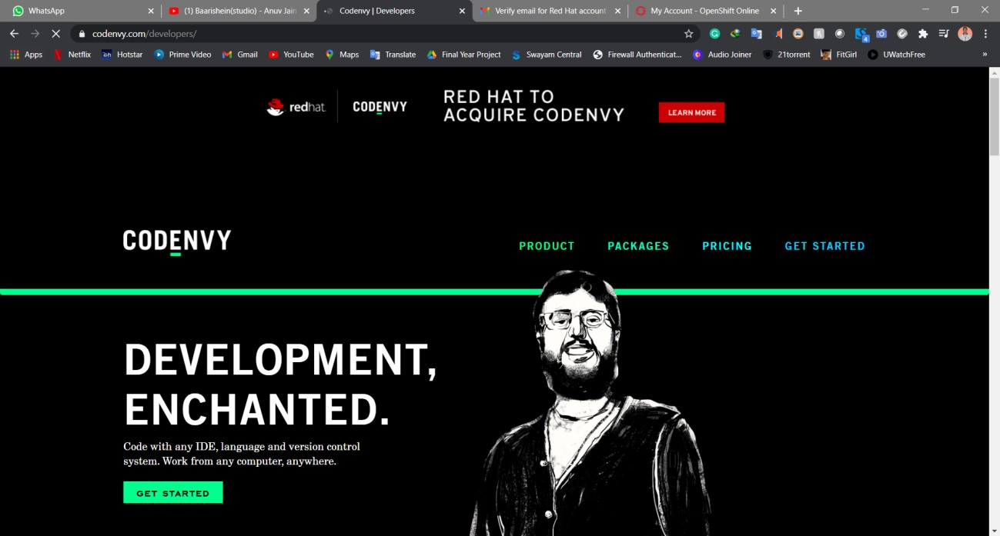 WhatsApp
(1) Baarishein(studio) - Anuv Jain
Codenvy | Developers
Verify email for Red Hat account
My Account - OpenShift Online
codenvy.com/developers/
4
Apps
Netflix
Hotstar
Prime Video
Gmail
YouTube
Maps
Translate
Final Year Project
Swayam Central
Firewall Authenticat...
Audio Joiner
21torrent
FitGirl
UWatchFree
»
redhat.
CODENVY
RED HAT TO
ACQUIRE CODENVY
LEARN MORE
CODENVY
PRODUCT
PACKAGES
PRICING
GET STARTED
DEVELOPMENT,
ENCHANTED.
Code with any IDE, language and version control
system. Work from any computer, anywhere.
GET STARTED